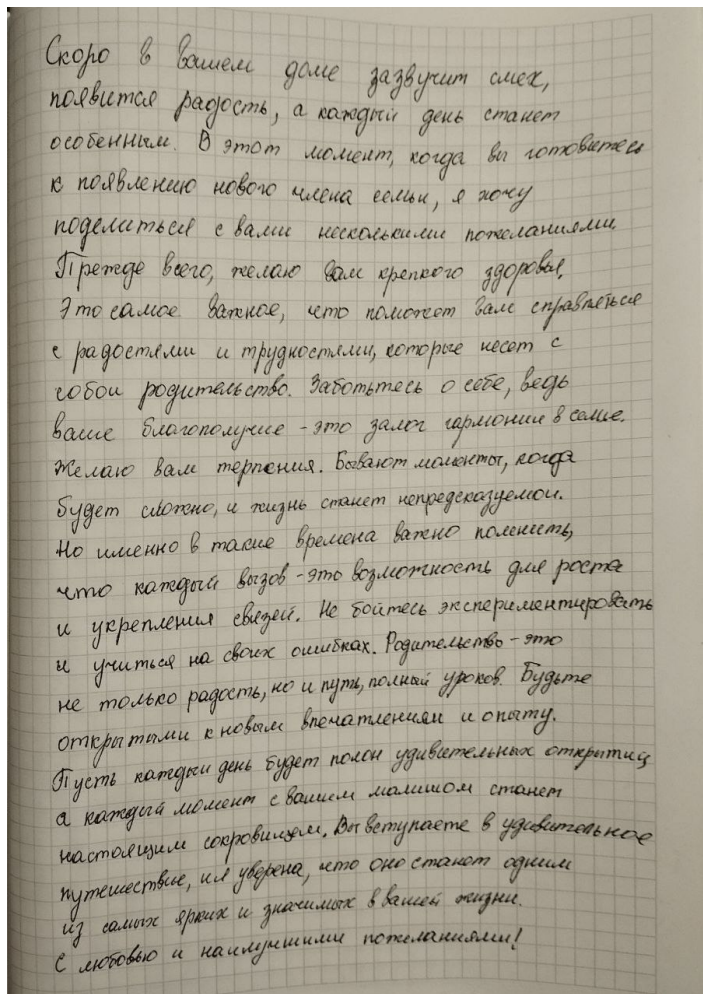 Скоро в вашем доме зазвучит смех,
появится радость, а каждый день станет
особенным. В этот момент, когда вы готовитесь
к появлению нового члена семьи, я хочу
поделиться с вами несколькими пожеланиями.
Прежде всего, желаю вам крепкого здоровья.
Это самое важное, что поможет вам справляться
с радостями и трудностями, которые несет с
собой родительство. Заботьтесь о себе, ведь
ваше благополучие - это залог гармонии в семье.
Желаю вам терпения. Бывают моменты, когда
будет сложно, и жизнь станет непредсказуемой.
Но именно в такие времена важно помнить,
что каждый вызов - это возможность для роста
и укрепления связей. Не бойтесь экспериментировать
и учиться на своих ошибках. Родительство - это
не только радость, но и путь, полный уроков. Будьте
открытыми к новым впечатлениям и опыту.
Пусть каждый день будет полон удивительных открытий,
а каждый момент с вашим малышом станет
настоящим сокровищем. Вы вступаете в удивительное
путешествие, и я уверена, что оно станет одним
из самых ярких и значимых в вашей жизни.
С любовью и наилучшими пожеланиями!